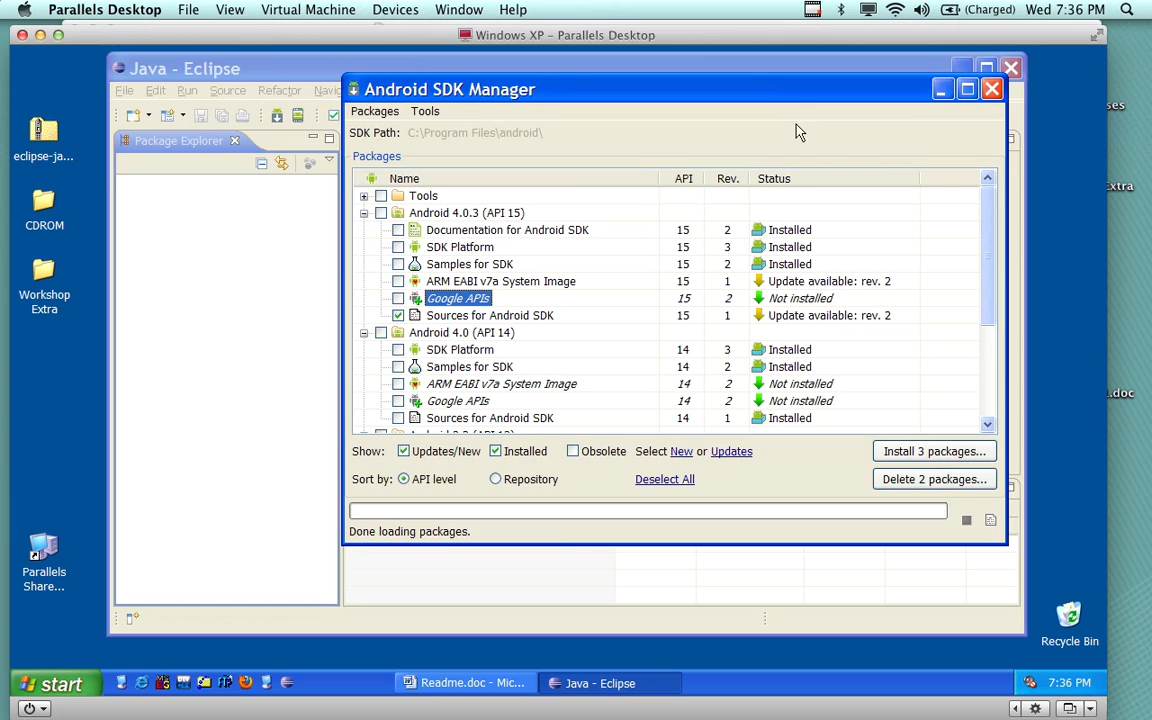 Parallels Desktop File View Virtual Machine Devices Window Help (Charged) Wed 7:36 PM
Windows XP - Parallels Desktop
Java - Eclipse
File Edit Run Source Refactor
Android SDK Manager
Packages Tools
SDK Path: C:\Program Files\android\
Package Explorer
Packages
Name API Rev. Status
Tools
Android 4.0.3 (API 15)
Documentation for Android SDK 15 2 Installed
SDK Platform 15 3 Installed
Samples for SDK 15 2 Installed
ARM EABI v7a System Image 15 1 Update available: rev. 2
Google APIs 15 2 Not installed
Sources for Android SDK 15 1 Update available: rev. 2
Android 4.0 (API 14)
SDK Platform 14 3 Installed
Samples for SDK 14 2 Installed
ARM EABI v7a System Image 14 2 Not installed
Google APIs 14 2 Not installed
Sources for Android SDK 14 1 Installed
Show: Updates/New Installed Obsolete Select New or Updates Install 3 packages...
Sort by: API level Repository Deselect All Delete 2 packages...
Done loading packages.
eclipse-ja...
CDROM
Workshop
Extra
Parallels
Share...
Recycle Bin
xtra
.doc
start Readme.doc - Mic... Java - Eclipse 7:36 PM